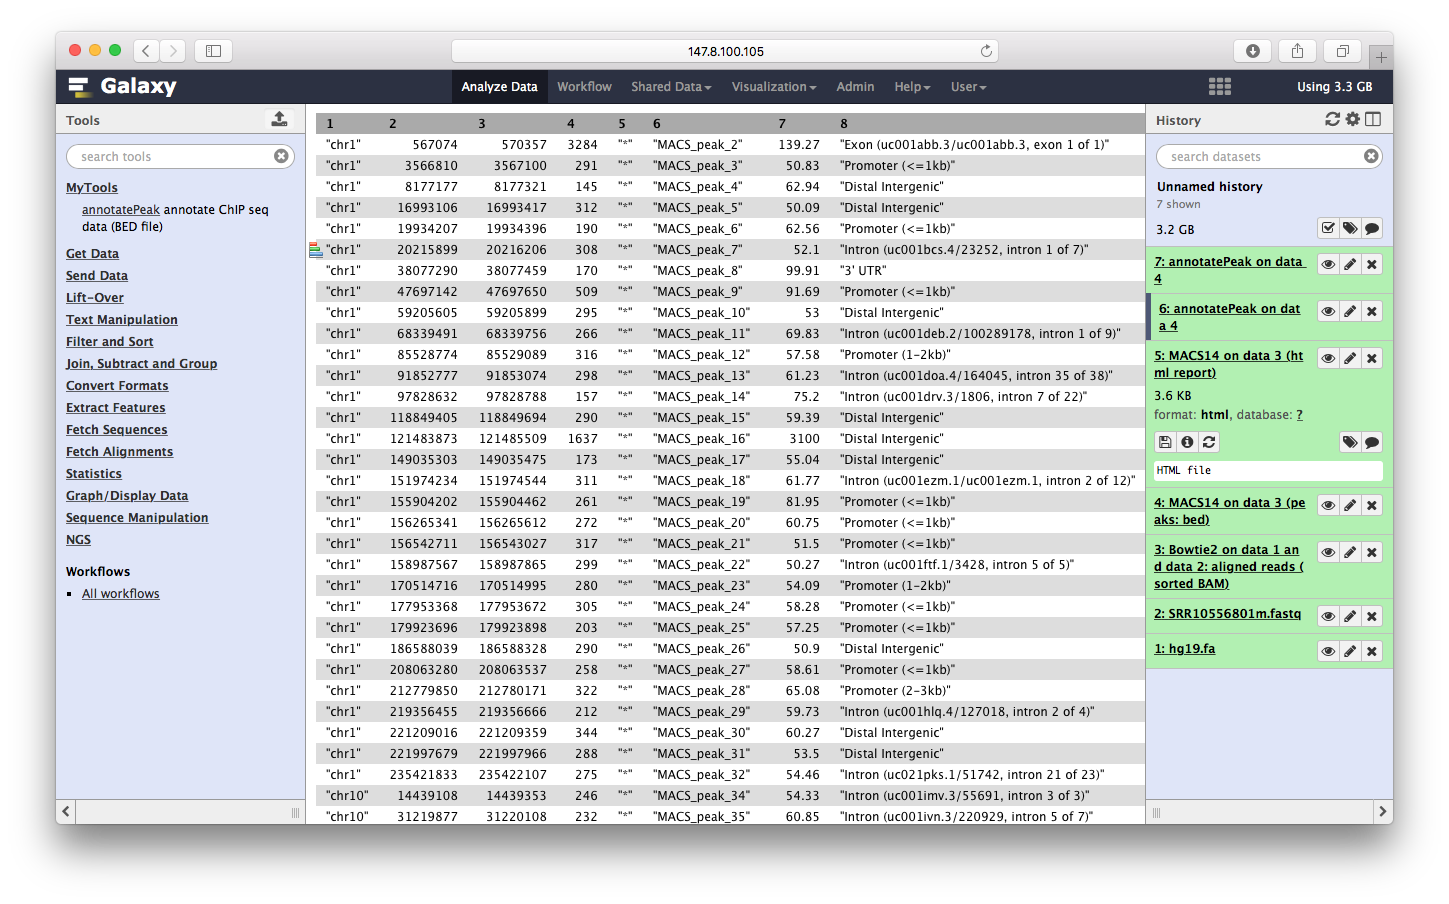 147.8.100.105
Galaxy
Analyze Data Workflow Shared Data Visualization Admin Help User
Using 3.3 GB
Tools
search tools
MyTools
annotatePeak annotate ChIP seq
data (BED file)
Get Data
Send Data
Lift-Over
Text Manipulation
Filter and Sort
Join, Subtract and Group
Convert Formats
Extract Features
Fetch Sequences
Fetch Alignments
Statistics
Graph/Display Data
Sequence Manipulation
NGS
Workflows
All workflows
1 2 3 4 5 6 7 8
"chr1" 567074 570357 3284 "*" "MACS_peak_2" 139.27 "Exon (uc001abb.3/uc001abb.3, exon 1 of 1)"
"chr1" 3566810 3567100 291 "*" "MACS_peak_3" 50.83 "Promoter (<=1kb)"
"chr1" 8177177 8177321 145 "*" "MACS_peak_4" 62.94 "Distal Intergenic"
"chr1" 16993106 16993417 312 "*" "MACS_peak_5" 50.09 "Distal Intergenic"
"chr1" 19934207 19934396 190 "*" "MACS_peak_6" 62.56 "Promoter (<=1kb)"
"chr1" 20215899 20216206 308 "*" "MACS_peak_7" 52.1 "Intron (uc001bcs.4/23252, intron 1 of 7)"
"chr1" 38077290 38077459 170 "*" "MACS_peak_8" 99.91 "3' UTR"
"chr1" 47697142 47697650 509 "*" "MACS_peak_9" 91.69 "Promoter (<=1kb)"
"chr1" 59205605 59205899 295 "*" "MACS_peak_10" 53 "Distal Intergenic"
"chr1" 68339491 68339756 266 "*" "MACS_peak_11" 69.83 "Intron (uc001deb.2/100289178, intron 1 of 9)"
"chr1" 85528774 85529089 316 "*" "MACS_peak_12" 57.58 "Promoter (1-2kb)"
"chr1" 91852777 91853074 298 "*" "MACS_peak_13" 61.23 "Intron (uc001doa.4/164045, intron 35 of 38)"
"chr1" 97828632 97828788 157 "*" "MACS_peak_14" 75.2 "Intron (uc001drv.3/1806, intron 7 of 22)"
"chr1" 118849405 118849694 290 "*" "MACS_peak_15" 59.39 "Distal Intergenic"
"chr1" 121483873 121485509 1637 "*" "MACS_peak_16" 3100 "Distal Intergenic"
"chr1" 149035303 149035475 173 "*" "MACS_peak_17" 55.04 "Distal Intergenic"
"chr1" 151974234 151974544 311 "*" "MACS_peak_18" 61.77 "Intron (uc001ezm.1/uc001ezm.1, intron 2 of 12)"
"chr1" 155904202 155904462 261 "*" "MACS_peak_19" 81.95 "Promoter (<=1kb)"
"chr1" 156265341 156265612 272 "*" "MACS_peak_20" 60.75 "Promoter (<=1kb)"
"chr1" 156542711 156543027 317 "*" "MACS_peak_21" 51.5 "Promoter (<=1kb)"
"chr1" 158987567 158987865 299 "*" "MACS_peak_22" 50.27 "Intron (uc001ftf.1/3428, intron 5 of 5)"
"chr1" 170514716 170514995 280 "*" "MACS_peak_23" 54.09 "Promoter (1-2kb)"
"chr1" 177953368 177953672 305 "*" "MACS_peak_24" 58.28 "Promoter (<=1kb)"
"chr1" 179923696 179923898 203 "*" "MACS_peak_25" 57.25 "Promoter (<=1kb)"
"chr1" 186588039 186588328 290 "*" "MACS_peak_26" 50.9 "Distal Intergenic"
"chr1" 208063280 208063537 258 "*" "MACS_peak_27" 58.61 "Promoter (<=1kb)"
"chr1" 212779850 212780171 322 "*" "MACS_peak_28" 65.08 "Promoter (2-3kb)"
"chr1" 219356455 219356666 212 "*" "MACS_peak_29" 59.73 "Intron (uc001hlq.4/127018, intron 2 of 4)"
"chr1" 221209016 221209359 344 "*" "MACS_peak_30" 60.27 "Distal Intergenic"
"chr1" 221997679 221997966 288 "*" "MACS_peak_31" 53.5 "Distal Intergenic"
"chr1" 235421833 235422107 275 "*" "MACS_peak_32" 54.46 "Intron (uc021pks.1/51742, intron 21 of 23)"
"chr10" 14439108 14439353 246 "*" "MACS_peak_34" 54.33 "Intron (uc001imv.3/55691, intron 3 of 3)"
"chr10" 31219877 31220108 232 "*" "MACS_peak_35" 60.85 "Intron (uc001ivn.3/220929, intron 5 of 7)"
History
search datasets
Unnamed history
7 shown
3.2 GB
7: annotatePeak on data
4
6: annotatePeak on dat
a 4
5: MACS14 on data 3 (ht
ml report)
3.6 KB
format: html, database: ?
HTML file
4: MACS14 on data 3 (pe
aks: bed)
3: Bowtie2 on data 1 an
d data 2: aligned reads (
sorted BAM)
2: SRR10556801m.fastq
1: hg19.fa